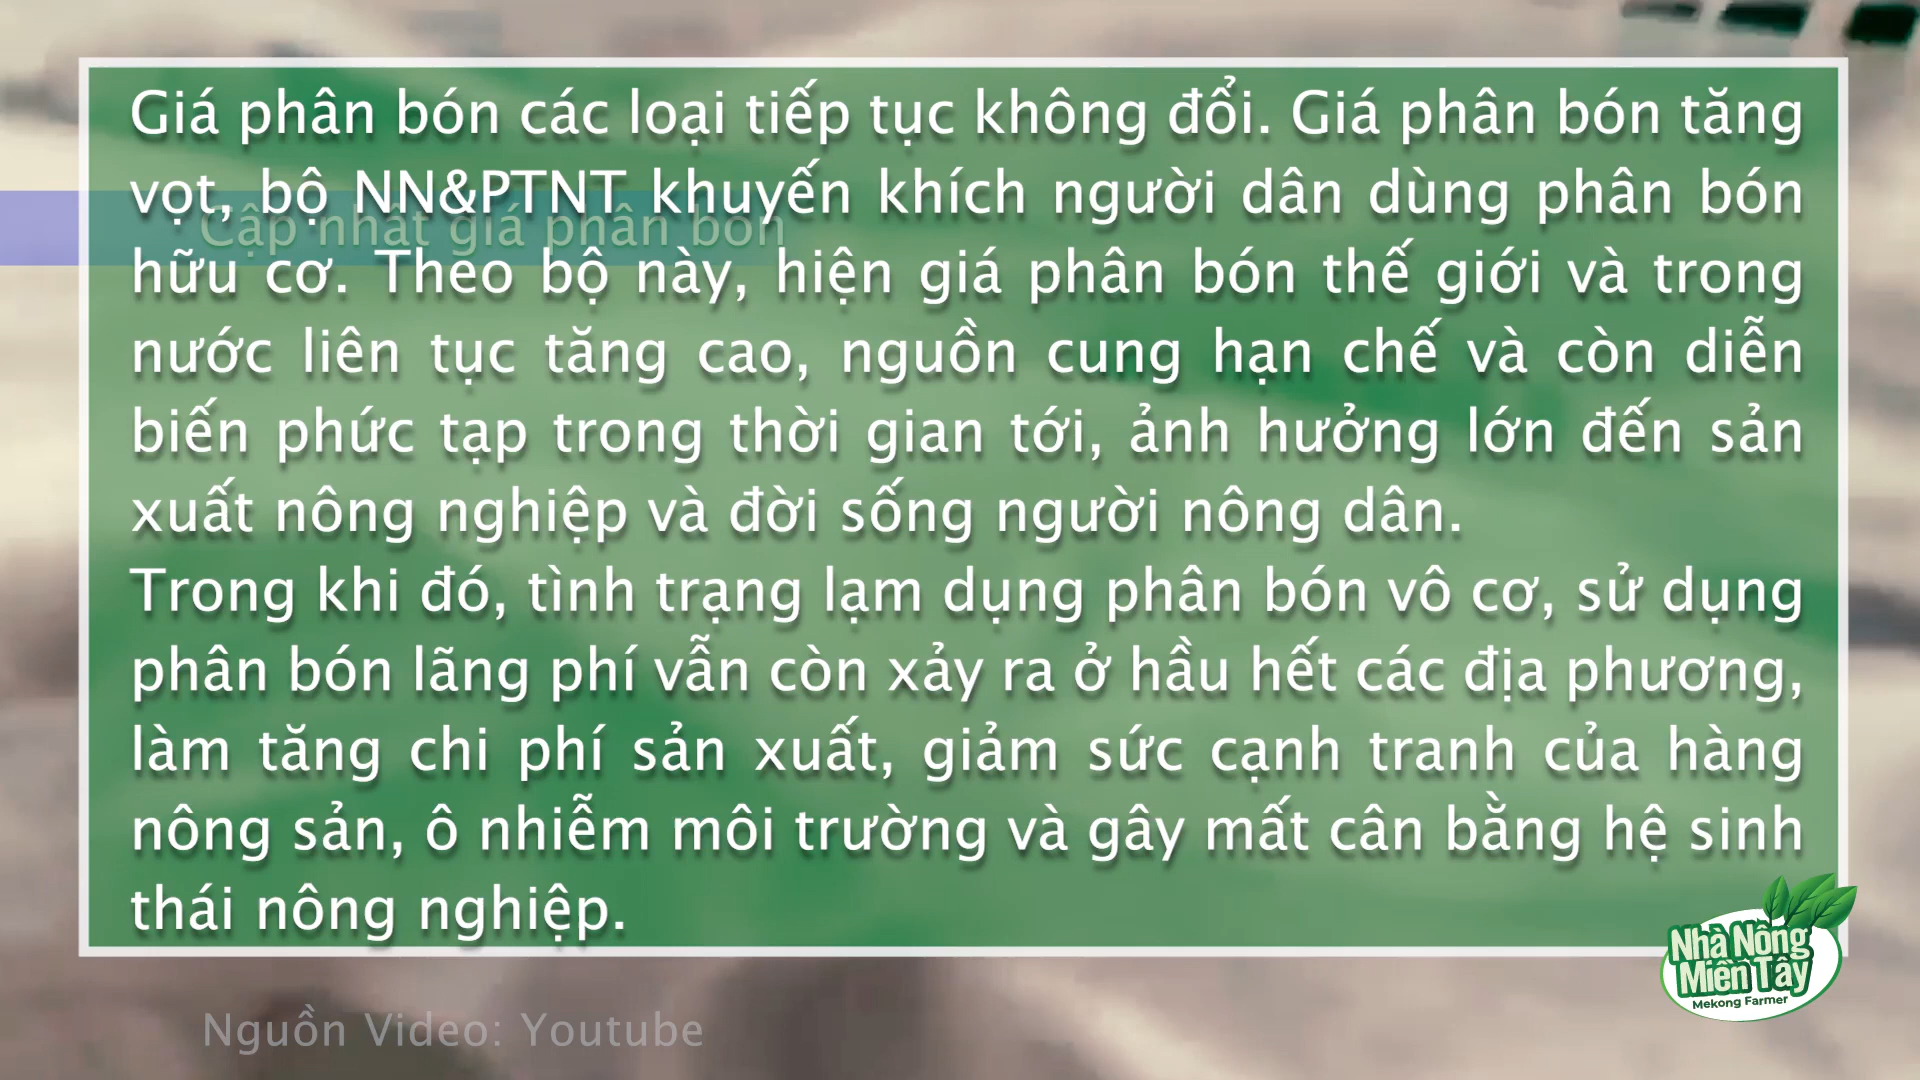 Giá phân bón các loại tiếp tục không đổi. Giá phân bón tăng
vọt, bộ NN&PTNT khuyến khích người dân dùng phân bón
Cập nhật giá phân bón
hữu cơ. Theo bộ này, hiện giá phân bón thế giới và trong
nước liên tục tăng cao, nguồn cung hạn chế và còn diễn
biến phức tạp trong thời gian tới, ảnh hưởng lớn đến sản
xuất nông nghiệp và đời sống người nông dân.
Trong khi đó, tình trạng lạm dụng phân bón vô cơ, sử dụng
phân bón lãng phí vẫn còn xảy ra ở hầu hết các địa phương,
làm tăng chi phí sản xuất, giảm sức cạnh tranh của hàng
nông sản, ô nhiễm môi trường và gây mất cân bằng hệ sinh
thái nông nghiệp.
Nhà Nông
Miền Tây
Mekong Farmer
Nguồn Video: Youtube